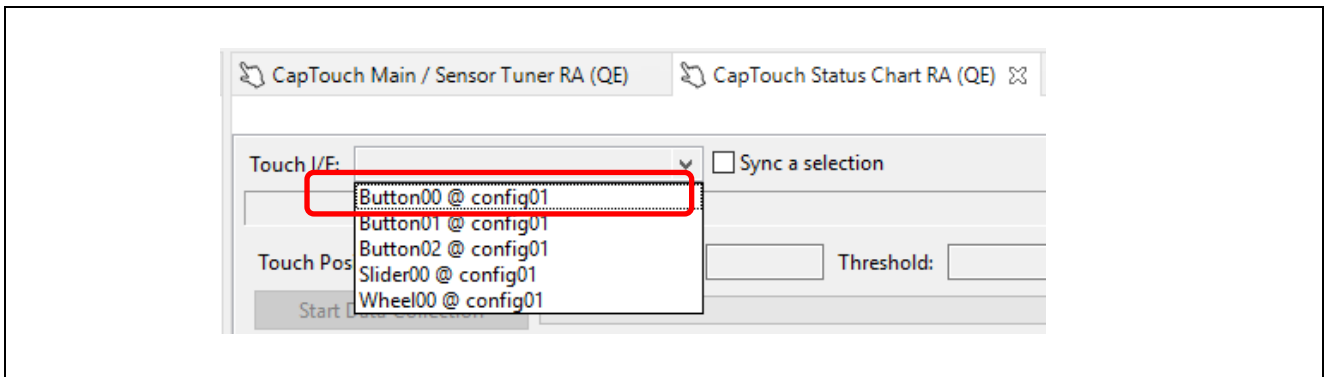 CapTouch Main / Sensor Tuner RA (QE) CapTouch Status Chart RA (QE)
Touch I/F: Sync a selection
Button00 @ config01
Button01 @ config01
Button02 @ config01
Touch Pos Threshold:
Slider00 @ config01
Wheel00 @ config01
Start Data Collection